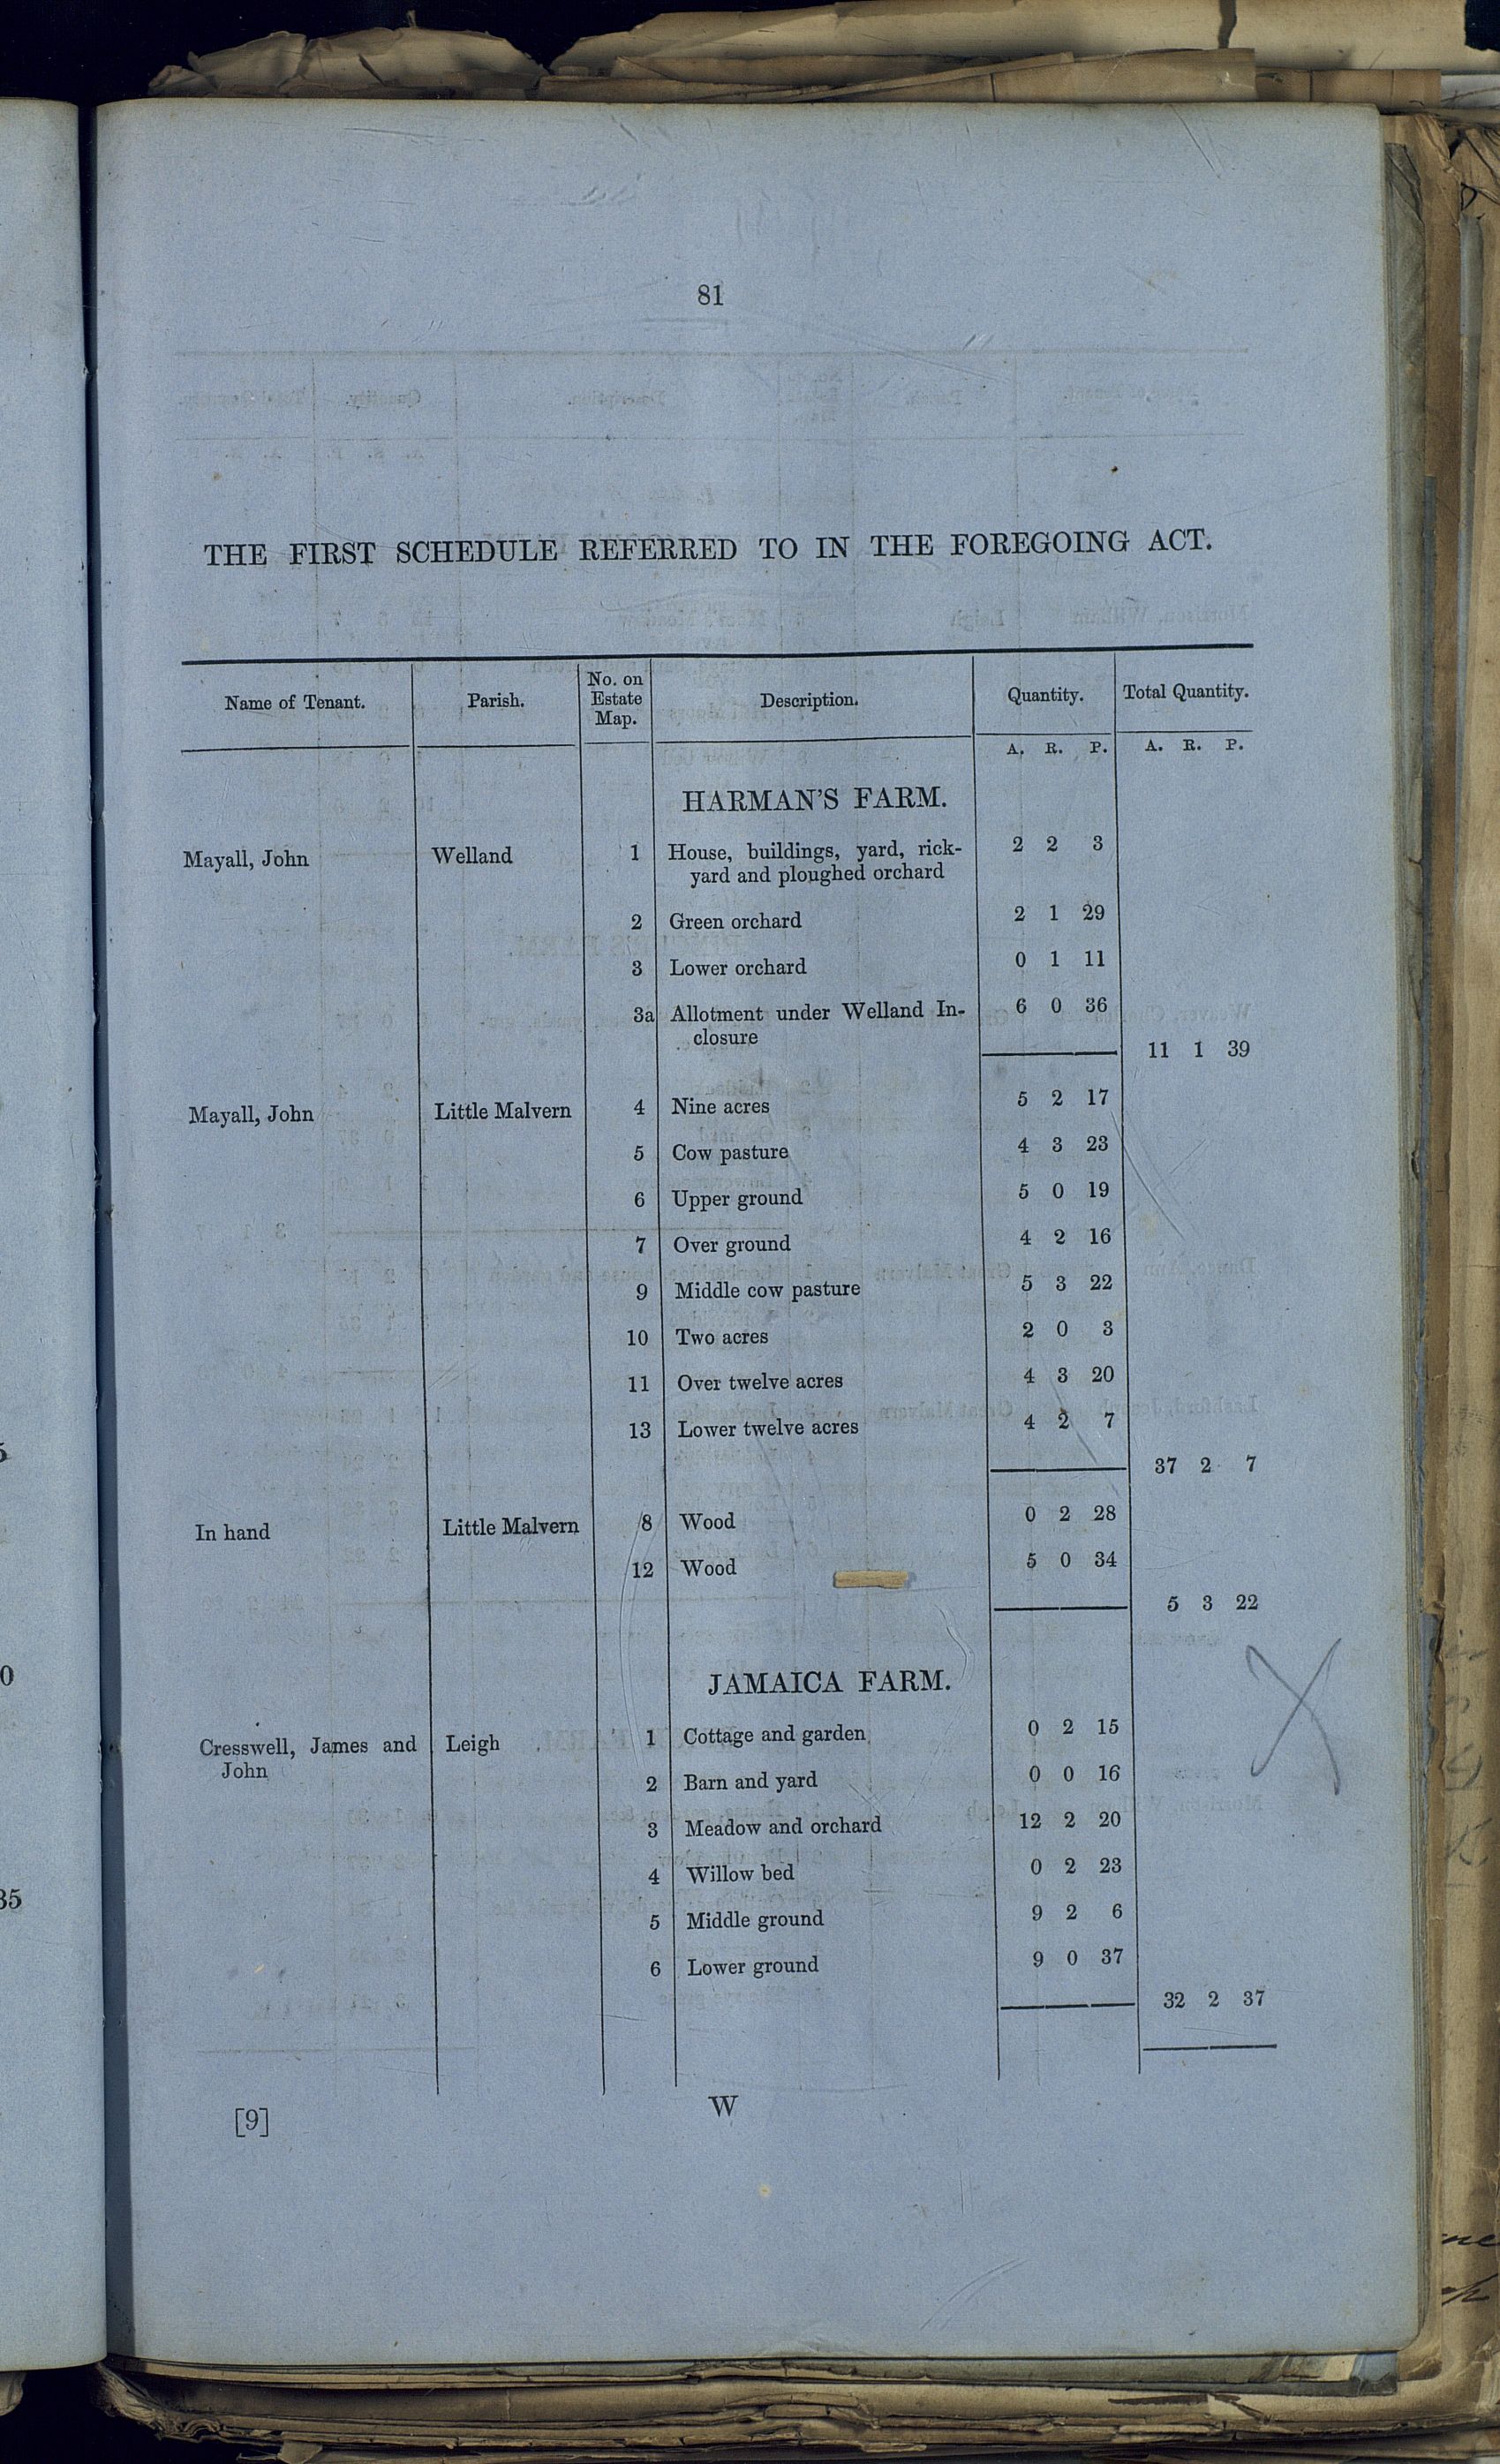 81
THE FIRST SCHEDULE REFERRED TO IN THE FOREGOING ACT.
Name of Tenant. Parish. No. on Estate Map. Description. Quantity. Total Quantity.
A. R. P. A. R. P.
HARMAN'S FARM.
Mayall, John Welland 1 House, buildings, yard, rick- 2 2 3
yard and ploughed orchard
2 Green orchard 2 1 29
3 Lower orchard 0 1 11
3a Allotment under Welland In- 6 0 36
closure
11 1 39
Mayall, John Little Malvern 4 Nine acres 5 2 17
5 Cow pasture 4 3 23
6 Upper ground 5 0 19
7 Over ground 4 2 16
9 Middle cow pasture 5 3 22
10 Two acres 2 0 3
11 Over twelve acres 4 3 20
13 Lower twelve acres 4 2 7
37 2 7
In hand Little Malvern 8 Wood 0 2 28
12 Wood 5 0 34
5 3 22
JAMAICA FARM.
Cresswell, James and Leigh 1 Cottage and garden 0 2 15
John
2 Barn and yard 0 0 16
3 Meadow and orchard 12 2 20
4 Willow bed 0 2 23
5 Middle ground 9 2 6
6 Lower ground 9 0 37
32 2 37
[9] W